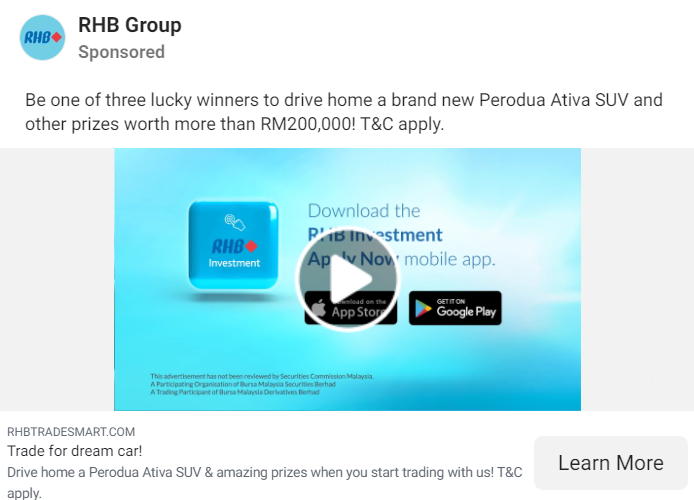 RHB Group
Sponsored
Be one of three lucky winners to drive home a brand new Perodua Ativa SUV and
other prizes worth more than RM200,000! T&C apply.
RHB
Download the
RHB Investment
Apply Now mobile app.
RHB
Investment
Download on the
App Store
GET IT ON
Google Play
This advertisement has not been reviewed by Securities Commission Malaysia.
A Participating Organisation of Bursa Malaysia Securities Berhad
A Trading Participant of Bursa Malaysia Derivatives Berhad
RHBTRADESMART.COM
Trade for dream car!
Drive home a Perodua Ativa SUV & amazing prizes when you start trading with us! T&C
apply.
Learn More